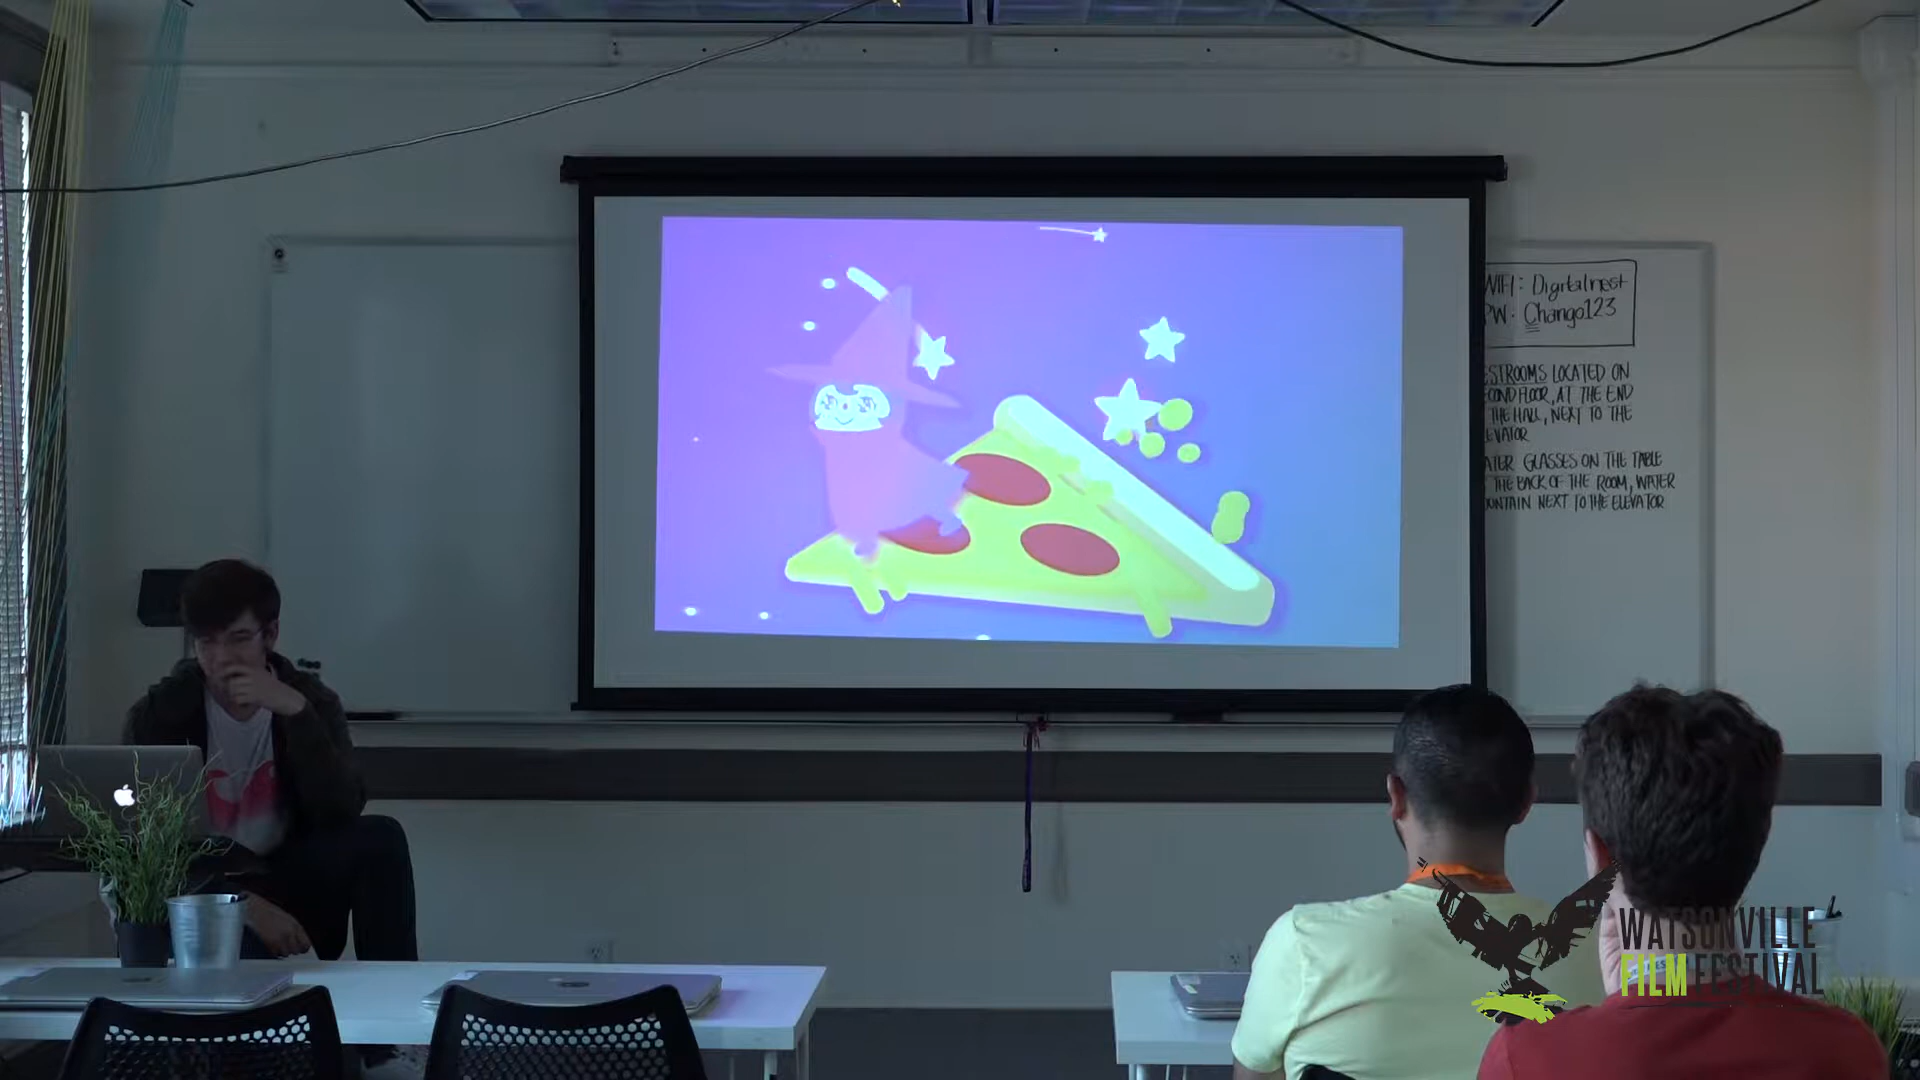 WIFI: Digitalnest
PW: Chango123
ESTROOMS LOCATED ON
ECOND FLOOR, AT THE END
THE HALL, NEXT TO THE
EVATOR
ATER GLASSES ON THE TABLE
THE BACK OF THE ROOM, WATER
OUNTAIN NEXT TO THE ELEVATOR
WATSONVILLE
FILM FESTIVAL